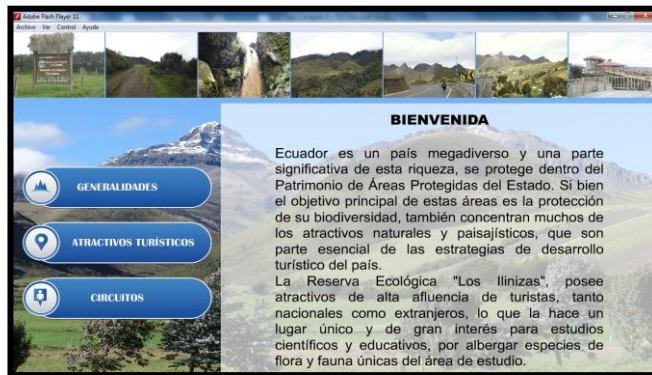 Adobe Flash Player 11
Archivo Ver Control Ayuda
BIENVENIDA
Ecuador es un país megadiverso y una parte
significativa de esta riqueza, se protege dentro del
Patrimonio de Áreas Protegidas del Estado. Si bien
el objetivo principal de estas áreas es la protección
de su biodiversidad, también concentran muchos de
los atractivos naturales y paisajísticos, que son
parte esencial de las estrategias de desarrollo
turístico del país.
La Reserva Ecológica "Los Ilinizas", posee
atractivos de alta afluencia de turistas, tanto
nacionales como extranjeros, lo que la hace un
lugar único y de gran interés para estudios
científicos y educativos, por albergar especies de
flora y fauna únicas del área de estudio.
GENERALIDADES
ATRACTIVOS TURÍSTICOS
CIRCUITOS